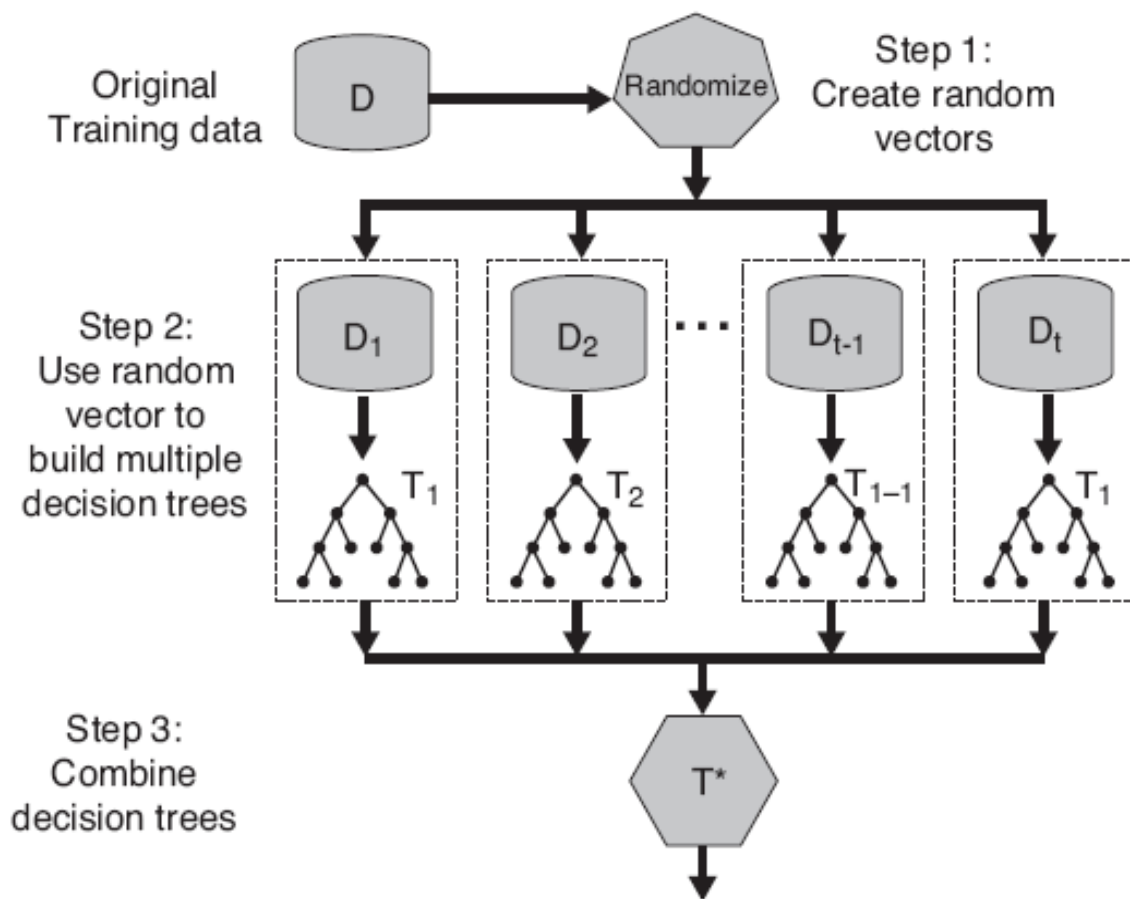 Original
Training data
D
Randomize
Step 1:
Create random
vectors
Step 2:
Use random
vector to
build multiple
decision trees
D1
D2
...
Dt-1
Dt
T1
T2
T1–1
T1
Step 3:
Combine
decision trees
T*